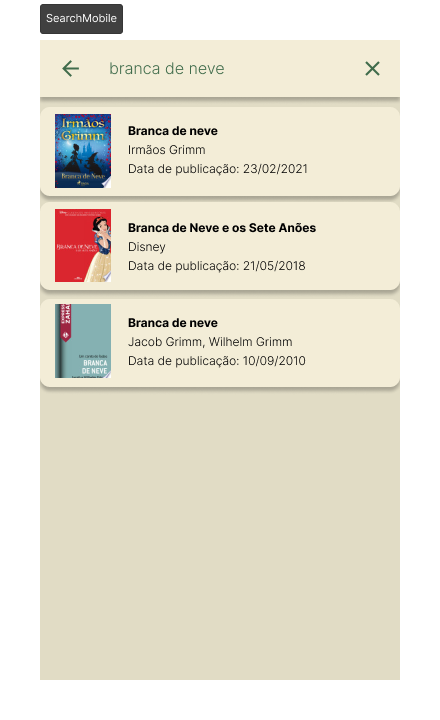 SearchMobile
branca de neve
Irmãos
Grimm
Branca de Neve
Branca de neve
Irmãos Grimm
Data de publicação: 23/02/2021
BRANCA DE NEVE
Branca de Neve e os Sete Anões
Disney
Data de publicação: 21/05/2018
EXPRESSO
ZAHAR
BRANCA
DE NEVE
Branca de neve
Jacob Grimm, Wilhelm Grimm
Data de publicação: 10/09/2010